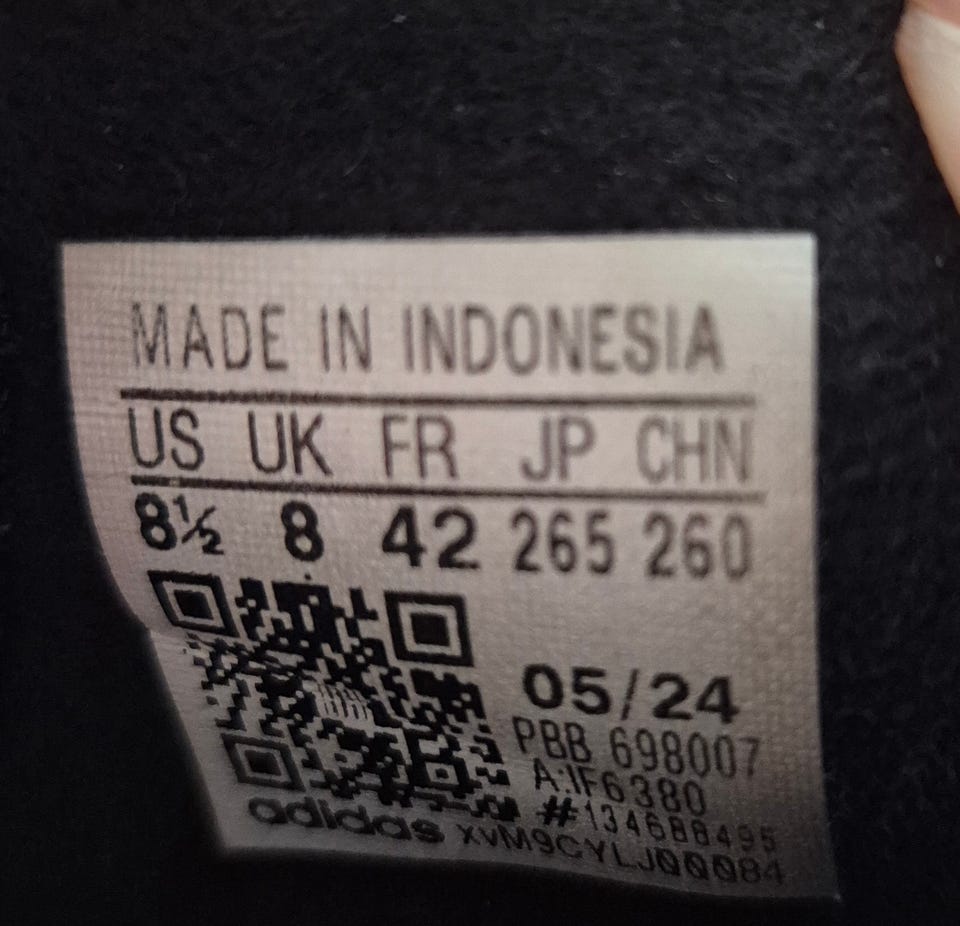 MADE IN INDONESIA
US UK FR JP CHN
8½ 8 42 265 260
05/24
PBB 698007
A:IF6380
#134688495
adidas xvM9CYLJ00084